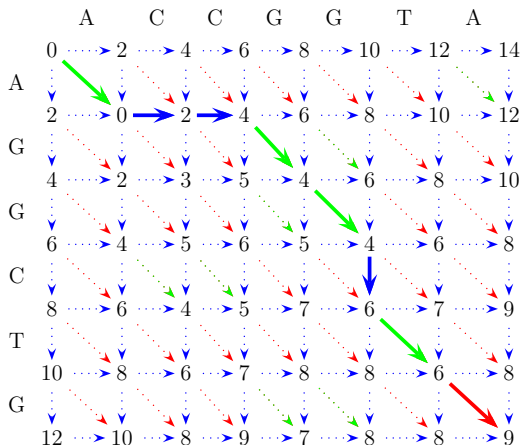 A C C G G T A
0 2 4 6 8 10 12 14
A
2 0 2 4 6 8 10 12
G
4 2 3 5 4 6 8 10
G
6 4 5 6 5 4 6 8
C
8 6 4 5 7 6 7 9
T
10 8 6 7 8 8 6 8
G
12 10 8 9 7 8 8 9